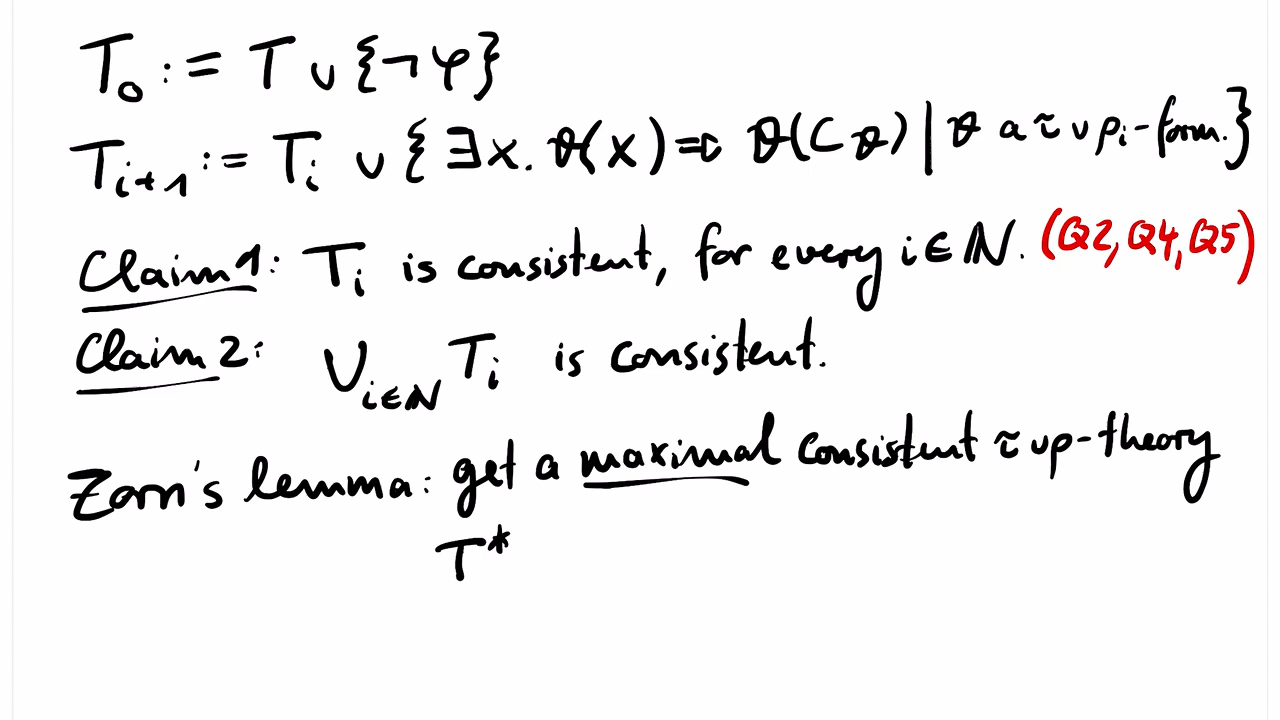 T₀ := T ∪ {¬φ}
Tᵢ₊₁ := Tᵢ ∪ {∃x. ϑ(x) ⇒ ϑ(c_ϑ) | ϑ a τ∪ρᵢ-form.}
Claim 1: Tᵢ is consistent, for every i∈ℕ. (Q2, Q4, Q5)
Claim 2: ∪_{i∈ℕ} Tᵢ is consistent.
Zorn's lemma: get a maximal consistent τ∪ρ-theory
T*